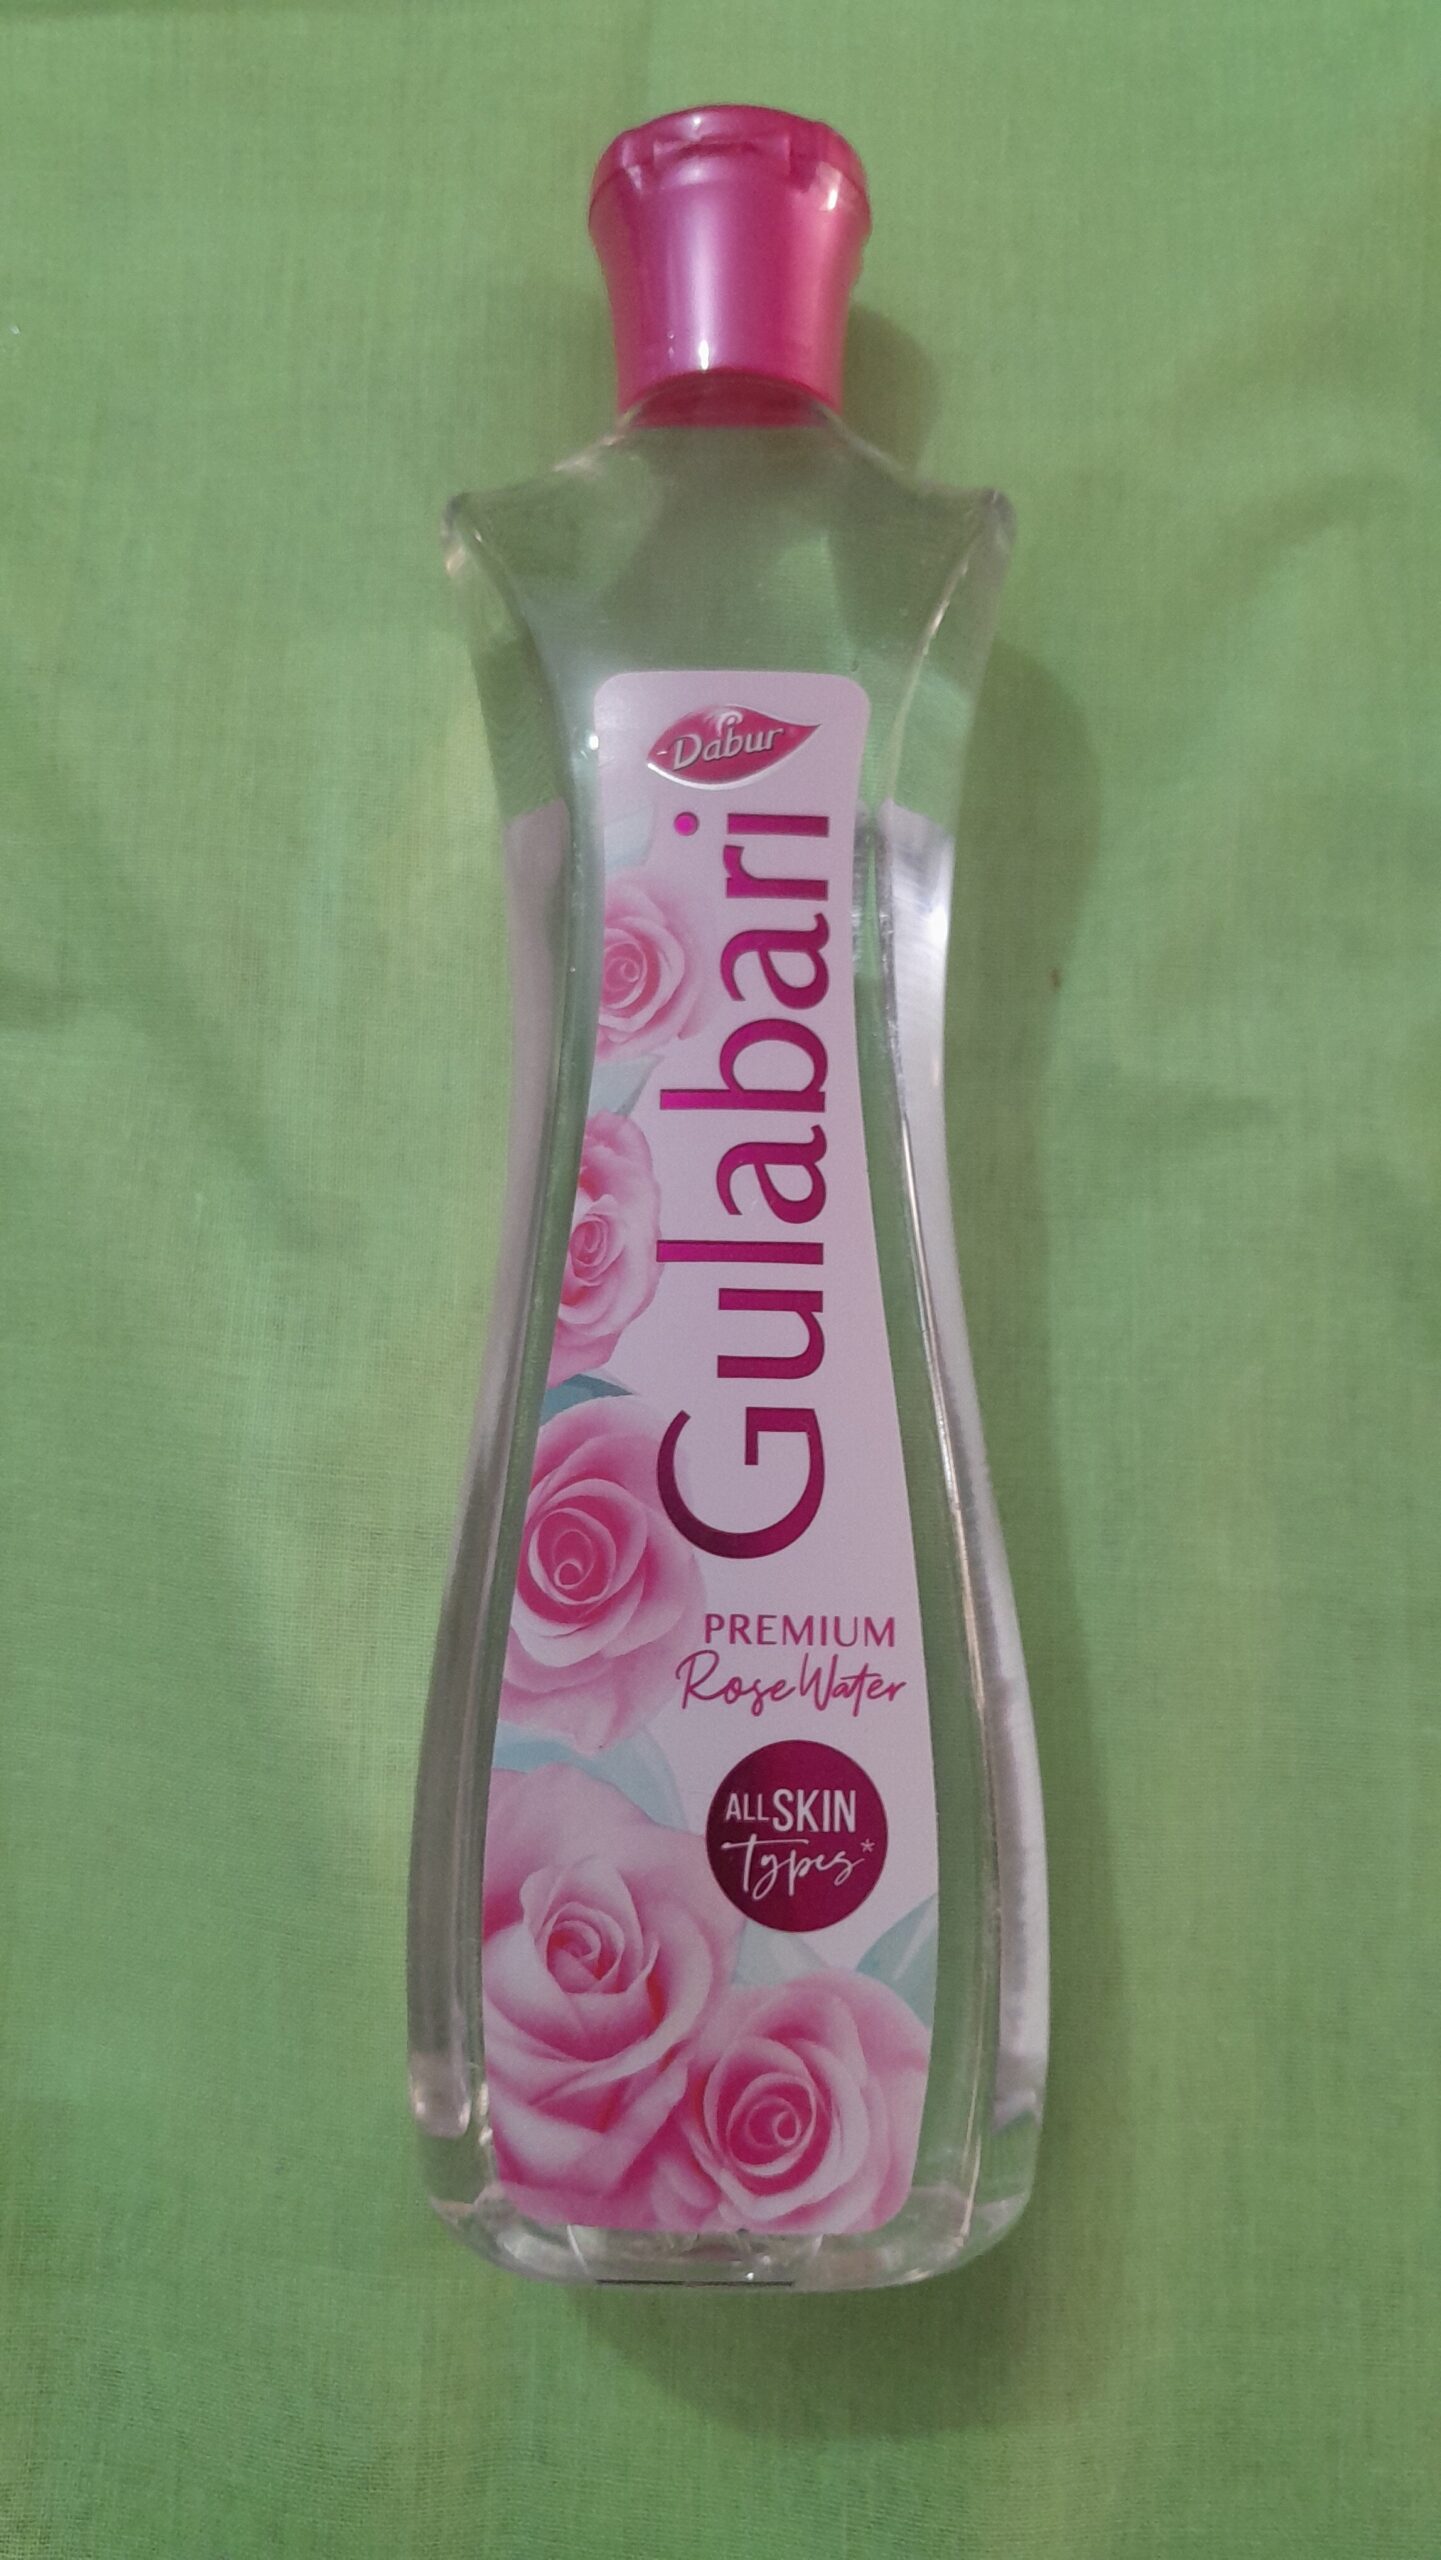 Dabur
Gulabari
PREMIUM
Rose Water
ALL SKIN
types*